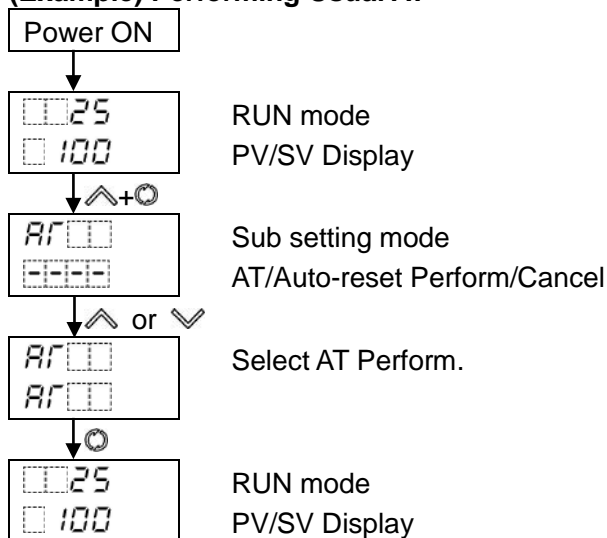 (Example) Performing Usual AT
Power ON
25 RUN mode
100 PV/SV Display
+
AT Sub setting mode
---- AT/Auto-reset Perform/Cancel
or
AT Select AT Perform.
AT
25 RUN mode
100 PV/SV Display